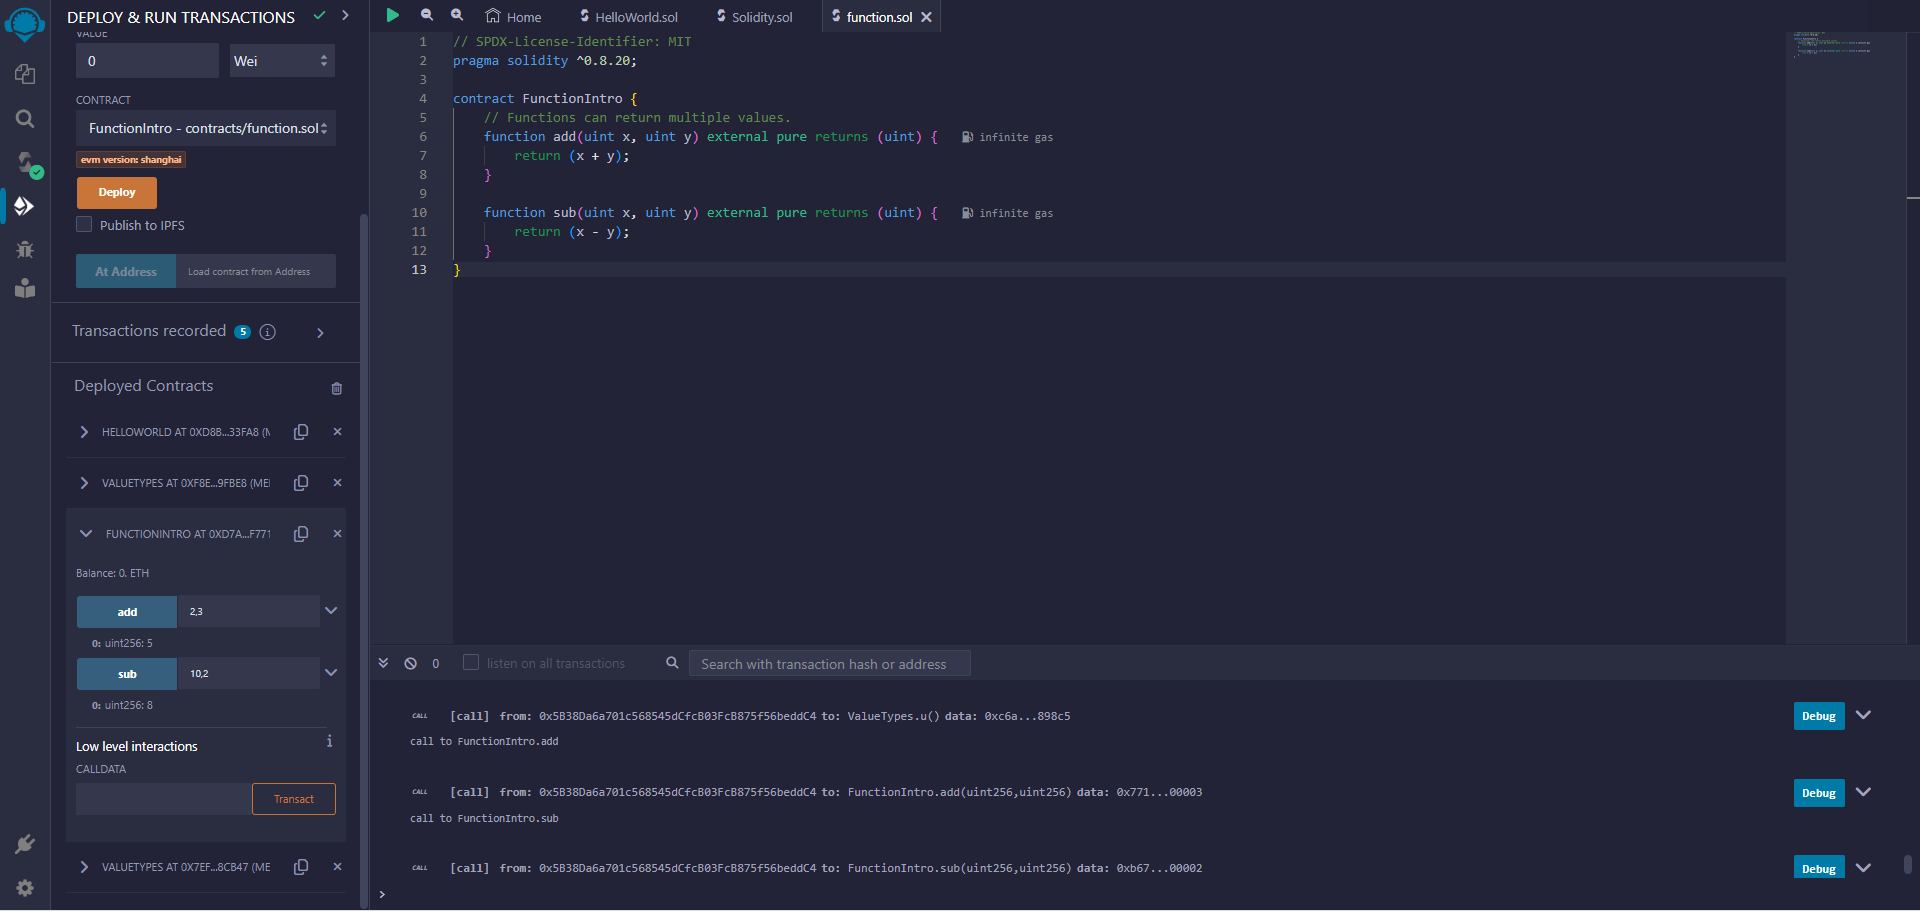 DEPLOY & RUN TRANSACTIONS
VALUE
0
Wei
CONTRACT
FunctionIntro - contracts/function.sol
evm version: shanghai
Deploy
Publish to IPFS
At Address
Load contract from Address
Transactions recorded 5 i
Deployed Contracts
HELLOWORLD AT 0XD8B...33FA8 (M
VALUETYPES AT 0XF8E...9FBE8 (MEI
FUNCTIONINTRO AT 0XD7A...F771
Balance: 0. ETH
add
2,3
0: uint256: 5
sub
10,2
0: uint256: 8
Low level interactions
i
CALLDATA
Transact
VALUETYPES AT 0X7EF...8CB47 (ME
Home
HelloWorld.sol
Solidity.sol
function.sol
1 // SPDX-License-Identifier: MIT
2 pragma solidity ^0.8.20;
3
4 contract FunctionIntro {
5 // Functions can return multiple values.
6 function add(uint x, uint y) external pure returns (uint) { infinite gas
7 return (x + y);
8 }
9
10 function sub(uint x, uint y) external pure returns (uint) { infinite gas
11 return (x - y);
12 }
13 }
0
listen on all transactions
Search with transaction hash or address
CALL [call] from: 0x5B38Da6a701c568545dCfcB03FcB875f56beddC4 to: ValueTypes.u() data: 0xc6a...898c5
Debug
call to FunctionIntro.add
CALL [call] from: 0x5B38Da6a701c568545dCfcB03FcB875f56beddC4 to: FunctionIntro.add(uint256,uint256) data: 0x771...00003
Debug
call to FunctionIntro.sub
CALL [call] from: 0x5B38Da6a701c568545dCfcB03FcB875f56beddC4 to: FunctionIntro.sub(uint256,uint256) data: 0xb67...00002
Debug
>